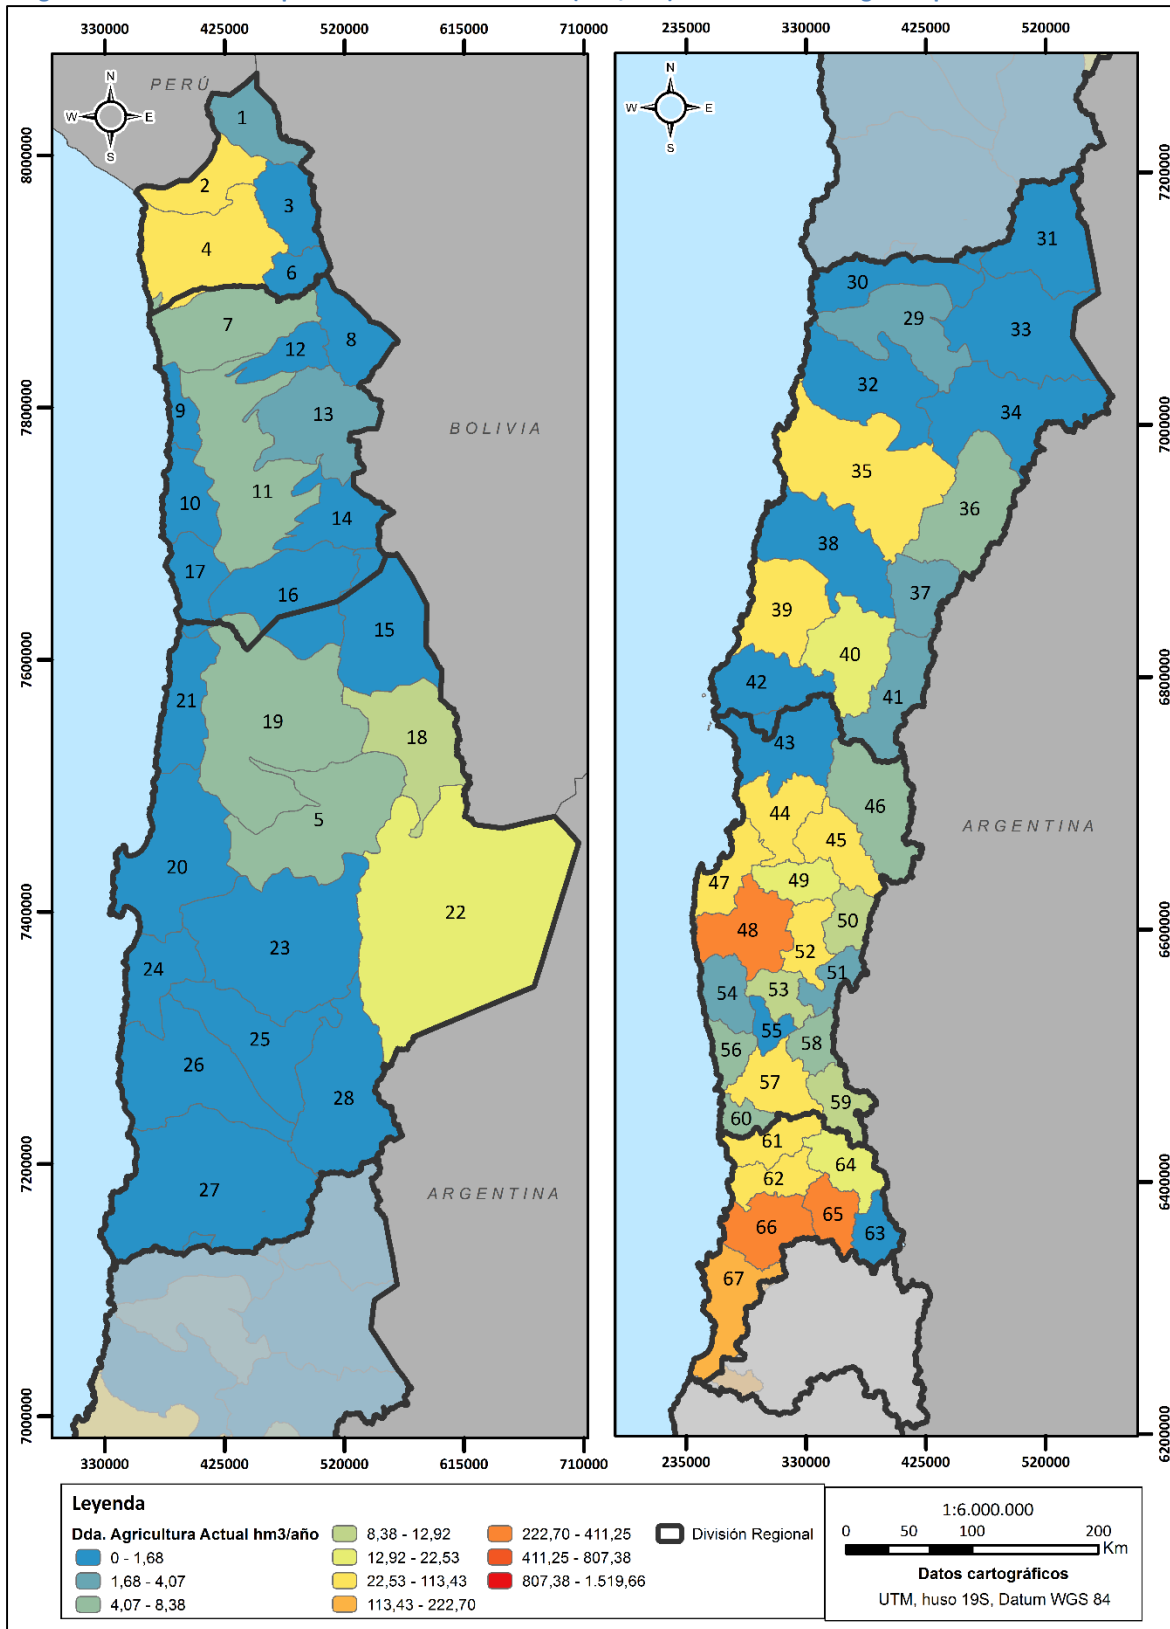 330000 425000 520000 615000 710000
235000 330000 425000 520000
PERÚ
N
W E
S
N
W E
S
8000000
7800000
7600000
7400000
7200000
7000000
7200000
7000000
6800000
6600000
6400000
6200000
1
2
3
4
6
7
8
12
9
13
BOLIVIA
11
10
14
17
16
15
21
19
18
5
20
22
23
24
25
26
28
27
ARGENTINA
31
30
29
33
32
34
35
36
38
37
39
40
42
41
43
46
44
45
ARGENTINA
47
49
48
50
52
51
54
53
55
56
58
57
59
60
61
64
62
66
65
63
67
330000 425000 520000 615000 710000
235000 330000 425000 520000
Leyenda
Dda. Agricultura Actual hm3/año
0 - 1,68
1,68 - 4,07
4,07 - 8,38
8,38 - 12,92
12,92 - 22,53
22,53 - 113,43
113,43 - 222,70
222,70 - 411,25
411,25 - 807,38
807,38 - 1.519,66
División Regional
1:6.000.000
0 50 100 200
Km
Datos cartográficos
UTM, huso 19S, Datum WGS 84